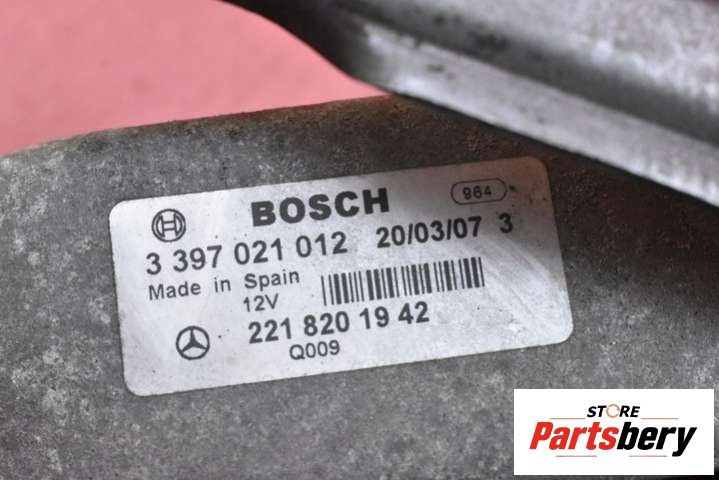 BOSCH 964
3 397 021 012 20/03/07 3
Made in Spain
12V
221 820 19 42
Q009
STORE
Partsbery